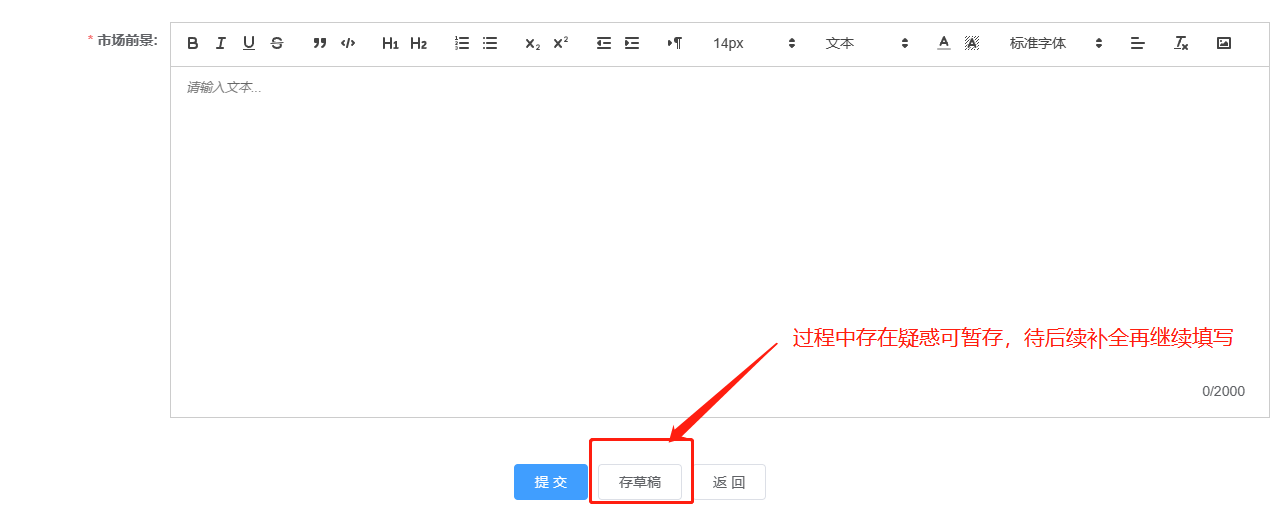 * 市场前景:
B I U S ❞ </> H1 H2 x₂ x² 14px 文本 A A 标准字体 Tx
请输入文本...
过程中存在疑惑可暂存，待后续补全再继续填写
0/2000
提 交 存草稿 返 回